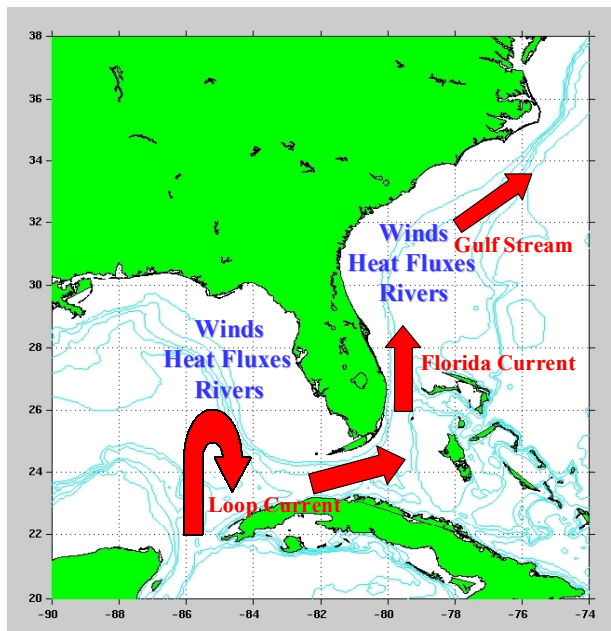 38
36
34
32
30
28
26
24
22
20
Winds
Heat Fluxes
Rivers
Gulf Stream
Winds
Heat Fluxes
Rivers
Florida Current
Loop Current
-90 -88 -86 -84 -82 -80 -78 -76 -74